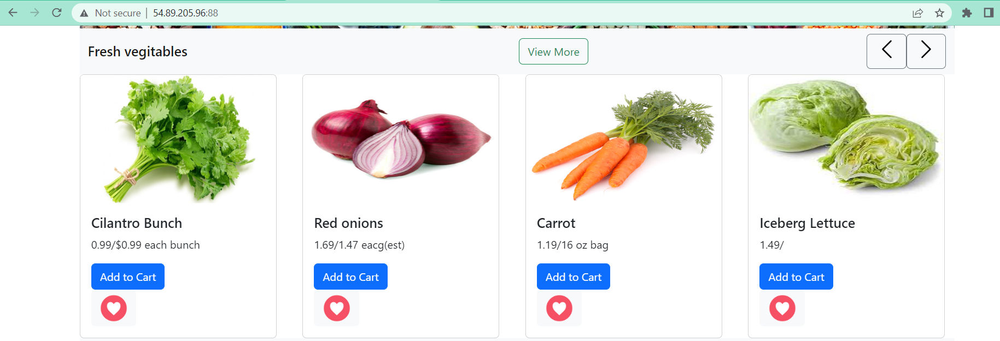 Not secure | 54.89.205.96:88
Fresh vegitables
View More
Cilantro Bunch
0.99/$0.99 each bunch
Add to Cart
Red onions
1.69/1.47 eacg(est)
Add to Cart
Carrot
1.19/16 oz bag
Add to Cart
Iceberg Lettuce
1.49/
Add to Cart